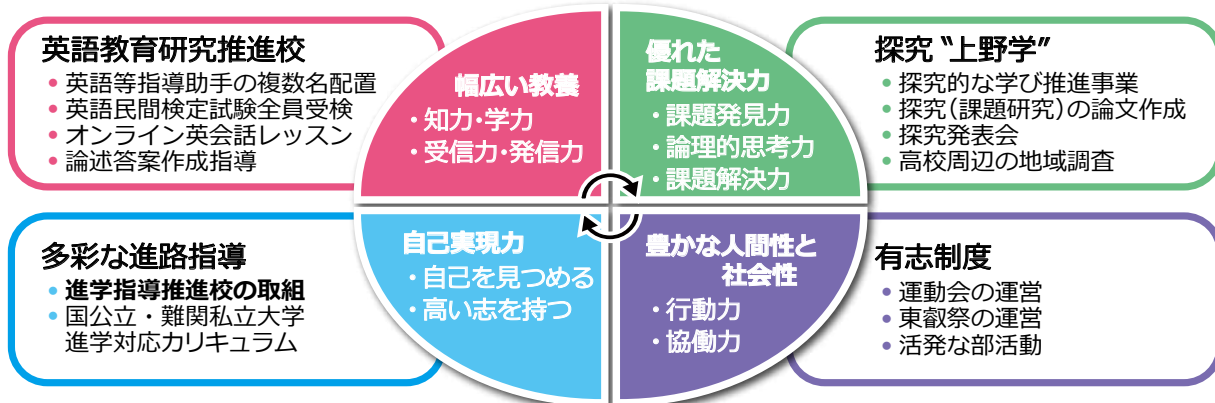 英語教育研究推進校
• 英語等指導助手の複数名配置
• 英語民間検定試験全員受検
• オンライン英会話レッスン
• 論述答案作成指導
幅広い教養
・知力・学力
・受信力・発信力
優れた
課題解決力
・課題発見力
・論理的思考力
・課題解決力
探究“上野学”
• 探究的な学び推進事業
• 探究(課題研究)の論文作成
• 探究発表会
• 高校周辺の地域調査
多彩な進路指導
• 進学指導推進校の取組
• 国公立・難関私立大学
進学対応カリキュラム
自己実現力
・自己を見つめる
・高い志を持つ
豊かな人間性と
社会性
・行動力
・協働力
有志制度
• 運動会の運営
• 東叡祭の運営
• 活発な部活動